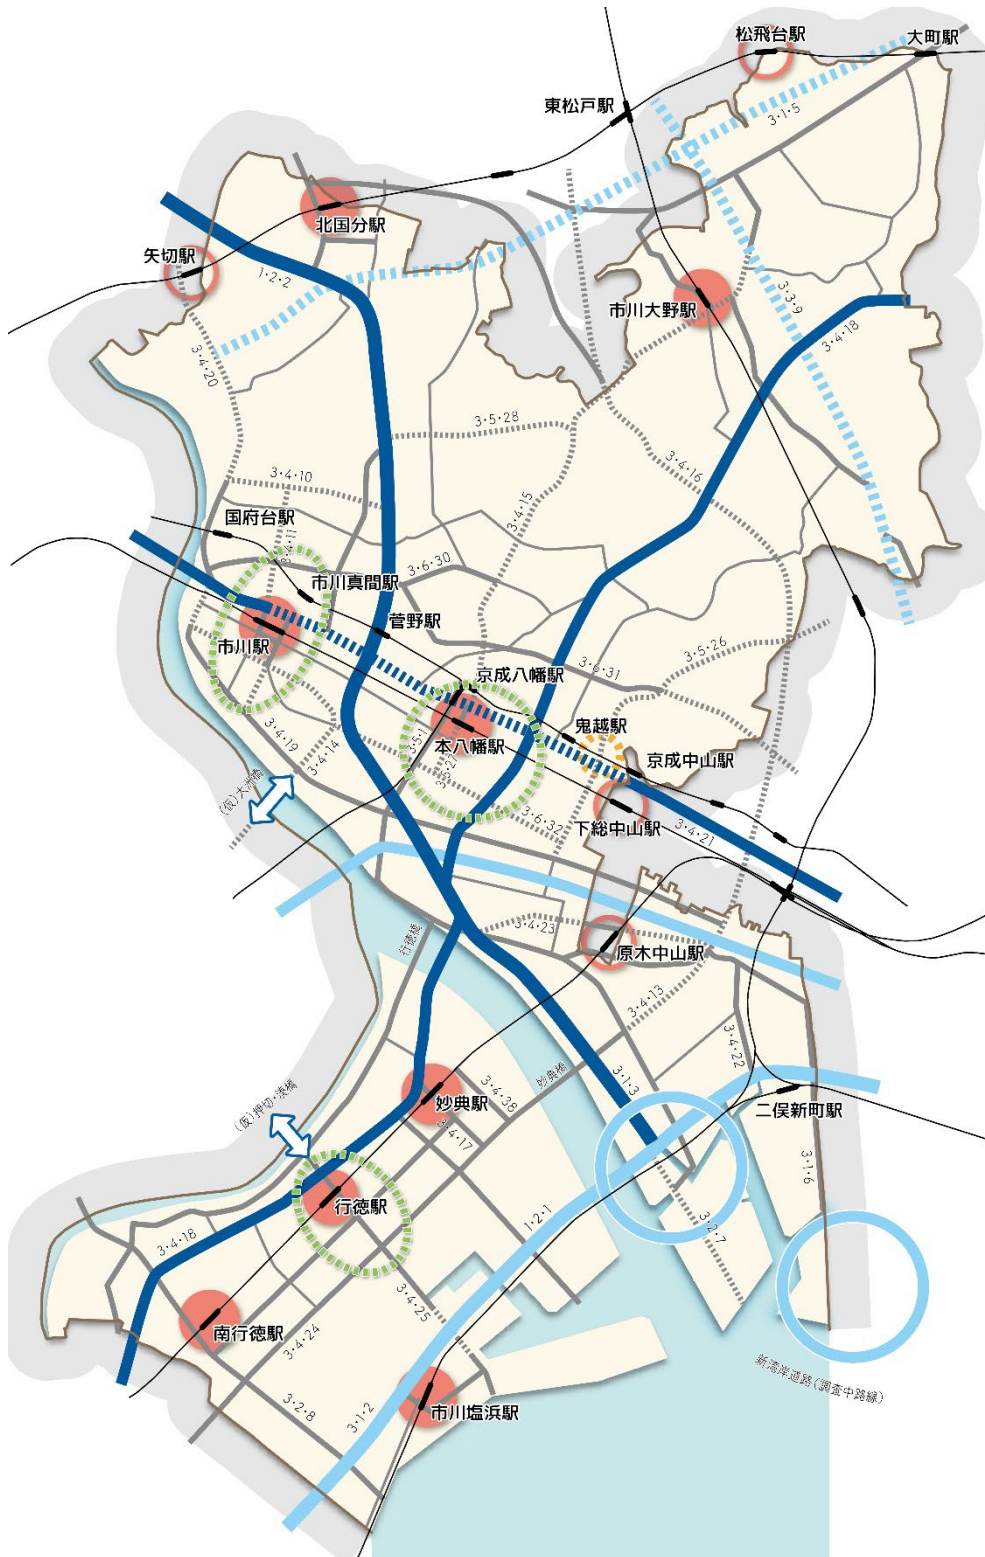 松飛台駅
大町駅
東松戸駅
3・1・5
北国分駅
矢切駅
1・2・2
市川大野駅
3・3・9
3・4・18
3・4・20
3・5・28
3・4・16
3・4・10
3・4・15
国府台駅
3・4・11
市川真間駅
3・6・30
菅野駅
市川駅
3・5・26
3・6・31
京成八幡駅
鬼越駅
3・4・19
3・4・14
3・5・1
本八幡駅
3・5・27
京成中山駅
(仮)大洲橋
3・6・32
下総中山駅
3・4・21
3・4・23
行徳橋
原木中山駅
3・4・13
3・4・22
妙典橋
3・1・3
妙典駅
3・4・38
二俣新町駅
(仮)押切・湊橋
3・4・17
3・1・6
行徳駅
1・2・1
3・2・7
3・4・18
3・4・25
南行徳駅
3・4・24
新湾岸道路(調査中路線)
3・2・8
3・1・2
市川塩浜駅